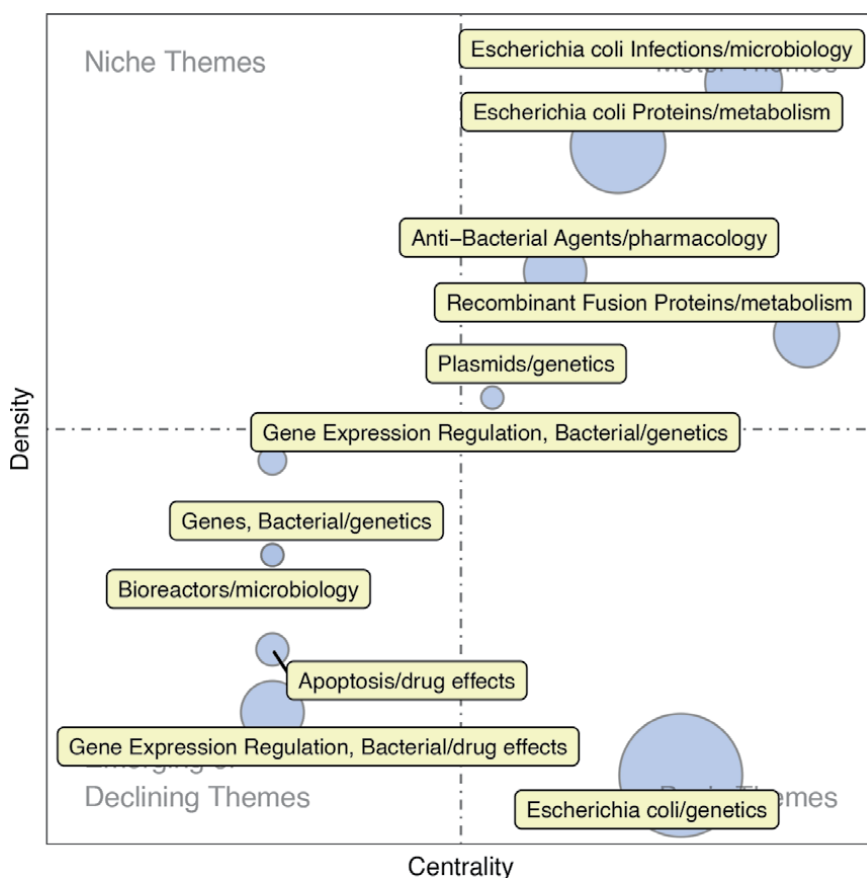 Escherichia coli Infections/microbiology
Niche Themes
Themes
Escherichia coli Proteins/metabolism
Anti−Bacterial Agents/pharmacology
Recombinant Fusion Proteins/metabolism
Plasmids/genetics
Density
Gene Expression Regulation, Bacterial/genetics
Genes, Bacterial/genetics
Bioreactors/microbiology
Apoptosis/drug effects
Gene Expression Regulation, Bacterial/drug effects
Declining Themes
Themes
Escherichia coli/genetics
Centrality